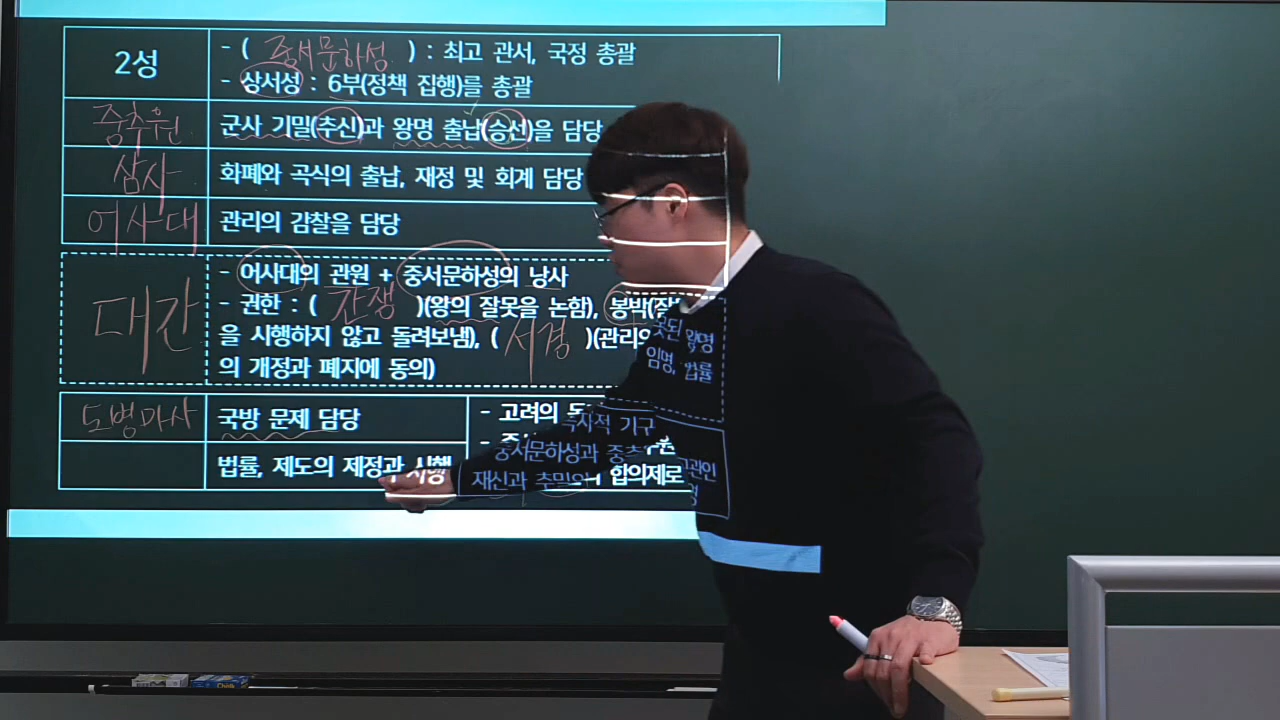 2성
- ( 중서문하성 ) : 최고 관서, 국정 총괄
- 상서성 : 6부(정책 집행)를 총괄
중추원
군사 기밀(추신)과 왕명 출납(승선)을 담당
삼사
화폐와 곡식의 출납, 재정 및 회계 담당
어사대
관리의 감찰을 담당
대간
- 어사대의 관원 + 중서문하성의 낭사
- 권한 : ( 간쟁 )(왕의 잘못을 논함), 봉박(잘못된 왕명
을 시행하지 않고 돌려보냄), ( 서경 )(관리의 임명, 법률
의 개정과 폐지에 동의)
도병마사
국방 문제 담당
법률, 제도의 제정과 시행
- 고려의 독자적 기구
중서문하성과
재신과 추밀 합의제로